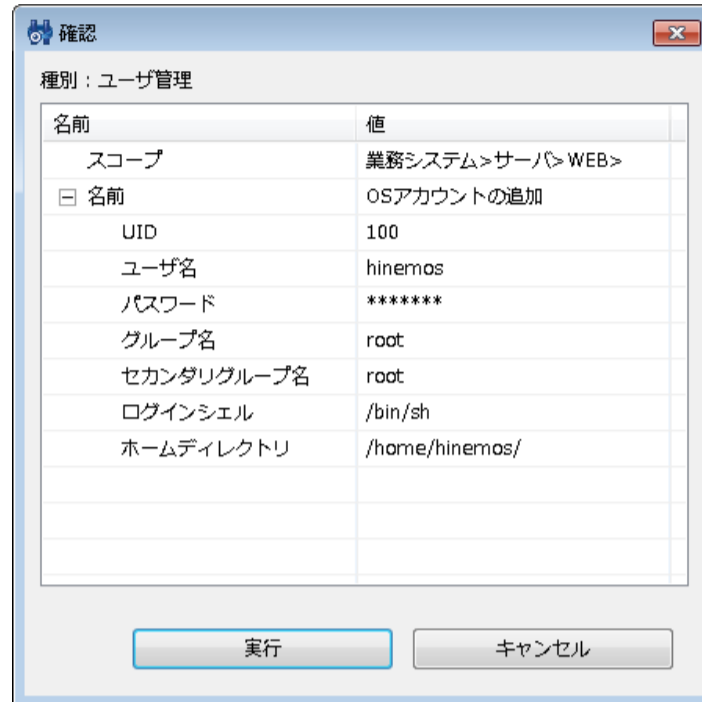 確認
種別：ユーザ管理
名前 値
スコープ 業務システム>サーバ>WEB>
名前 OSアカウントの追加
UID 100
ユーザ名 hinemos
パスワード *******
グループ名 root
セカンダリグループ名 root
ログインシェル /bin/sh
ホームディレクトリ /home/hinemos/
実行 キャンセル